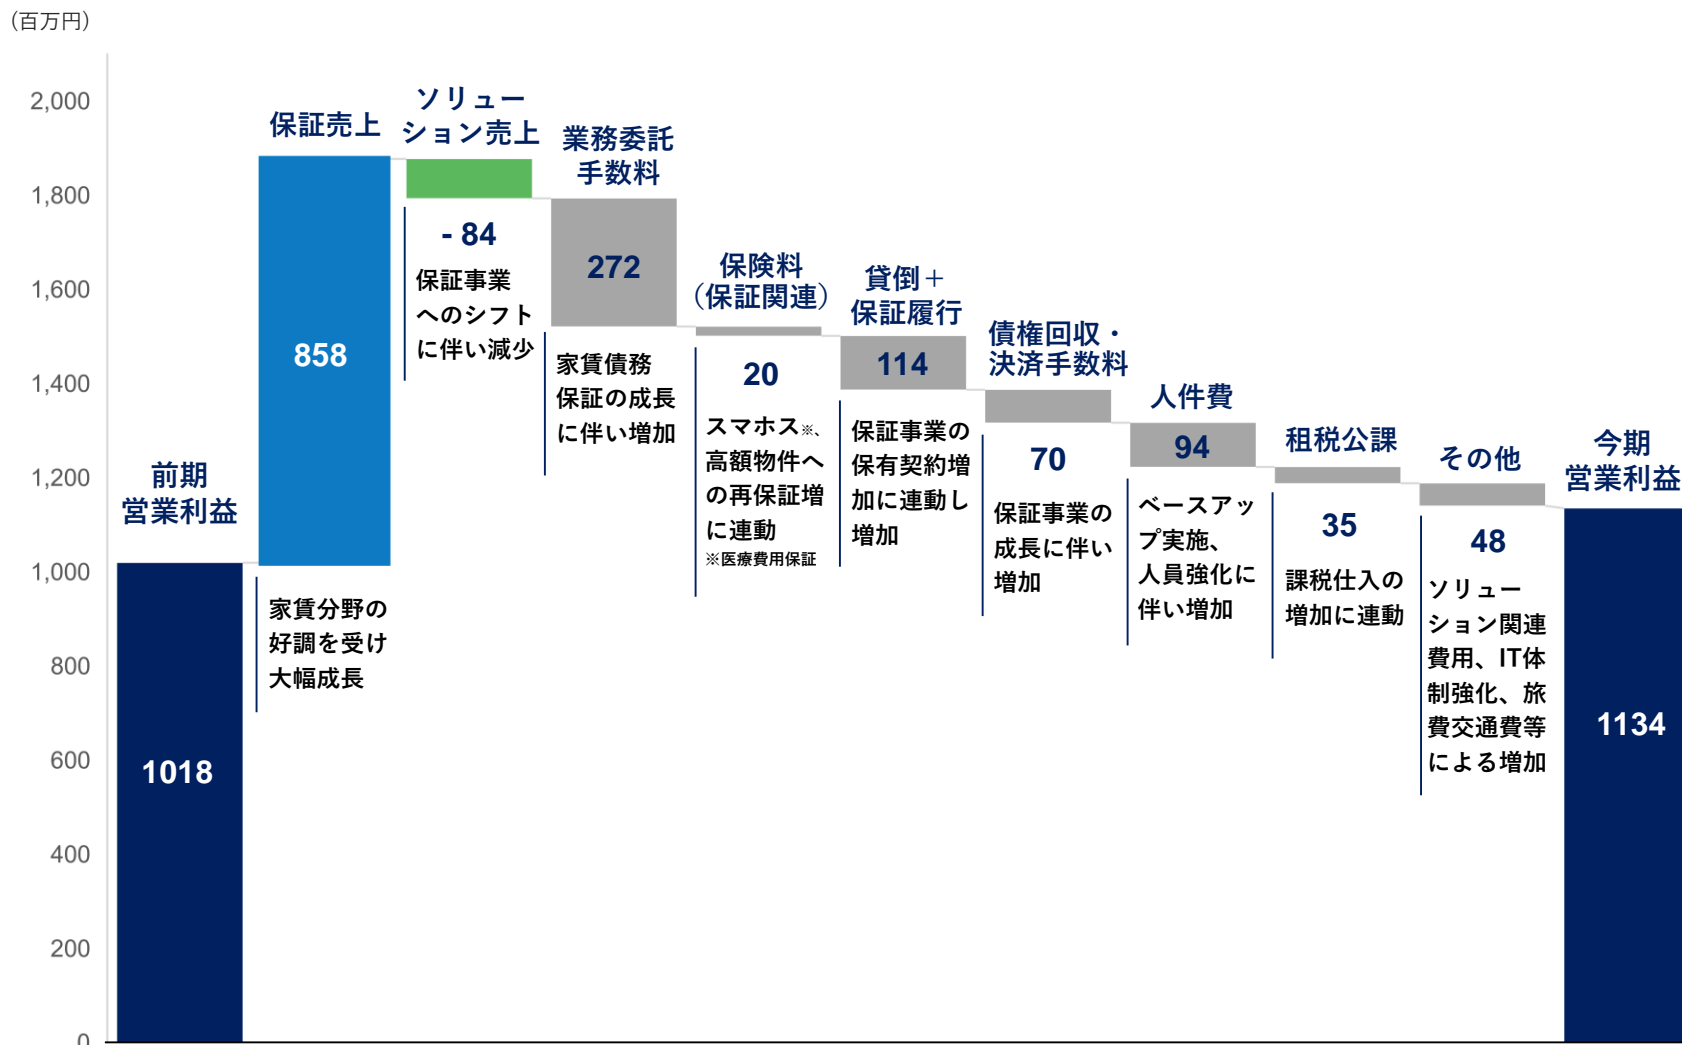 （百万円）
2,000
1,800
1,600
1,400
1,200
1,000
800
600
400
200
0
前期
営業利益
1018
保証売上
858
家賃分野の
好調を受け
大幅成長
ソリュー
ション売上
- 84
保証事業
へのシフト
に伴い減少
業務委託
手数料
272
家賃債務
保証の成長
に伴い増加
保険料
（保証関連）
20
スマホス※、
高額物件へ
の再保証増
に連動
※医療費用保証
貸倒＋
保証履行
114
保証事業の
保有契約増
加に連動し
増加
債権回収・
決済手数料
70
保証事業の
成長に伴い
増加
人件費
94
ベースアッ
プ実施、
人員強化に
伴い増加
租税公課
35
課税仕入の
増加に連動
その他
48
ソリュー
ション関連
費用、IT体
制強化、旅
費交通費等
による増加
今期
営業利益
1134